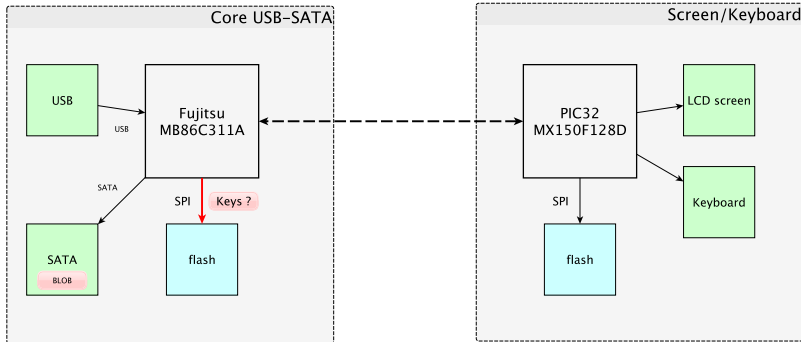 Core USB-SATA
Screen/Keyboard
USB
Fujitsu
MB86C311A
USB
SATA
SPI
Keys ?
SATA
BLOB
flash
PIC32
MX150F128D
LCD screen
SPI
Keyboard
flash